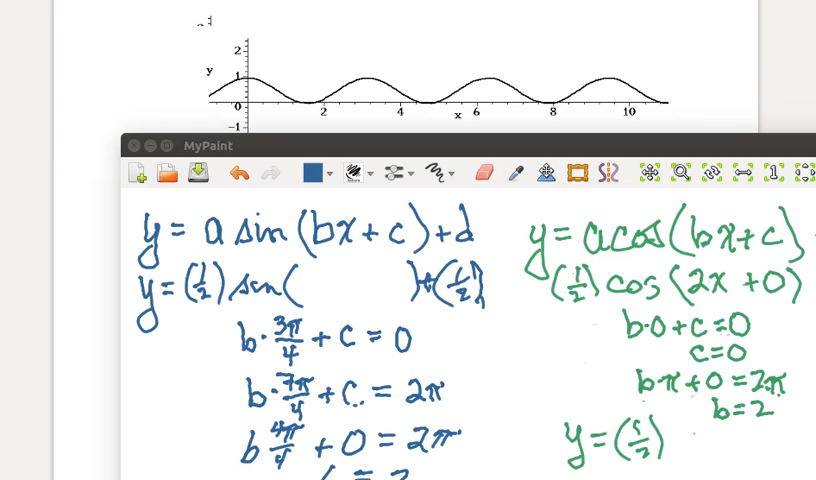 2
y
1
0
2
4
x
6
8
10
-1
MyPaint
y = a sin(bx + c) + d
y = (1/2) sin( ) + (1/2)
b · 3π/4 + c = 0
b · 7π/4 + c = 2π
b 4π/4 + 0 = 2π
y = a cos(bx + c)
(1/2) cos(2x + 0)
b·0 + c = 0
c = 0
b·π + 0 = 2π
b = 2
y = (1/2)